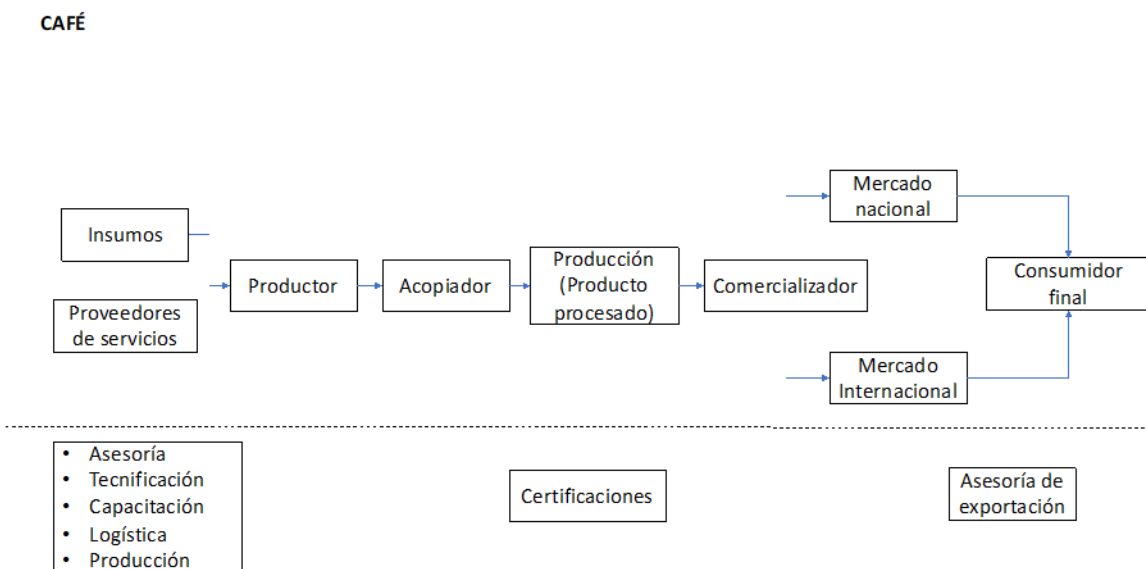 CAFÉ
Mercado
nacional
Insumos
Productor
Acopiador
Producción
(Producto
procesado)
Comercializador
Consumidor
final
Proveedores
de servicios
Mercado
Internacional
• Asesoría
• Tecnificación
• Capacitación
• Logística
• Producción
Certificaciones
Asesoría de
exportación